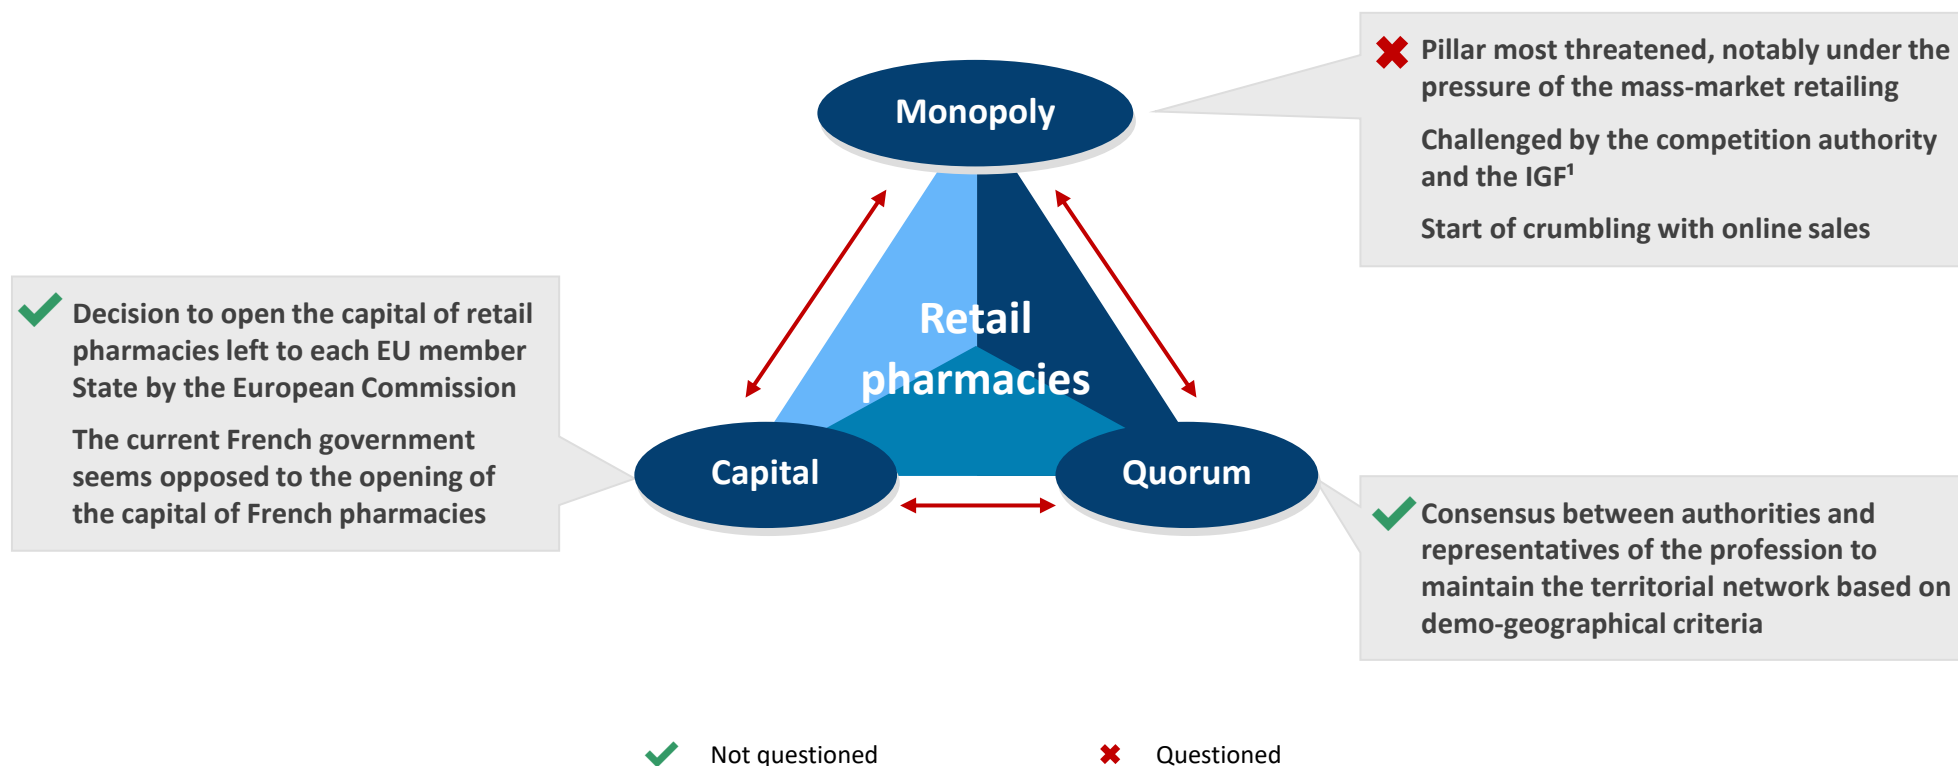 Monopoly
Pillar most threatened, notably under the
pressure of the mass-market retailing
Challenged by the competition authority
and the IGF¹
Start of crumbling with online sales
Decision to open the capital of retail
pharmacies left to each EU member
State by the European Commission
The current French government
seems opposed to the opening of
the capital of French pharmacies
Retail
pharmacies
Capital
Quorum
Consensus between authorities and
representatives of the profession to
maintain the territorial network based on
demo-geographical criteria
Not questioned
Questioned